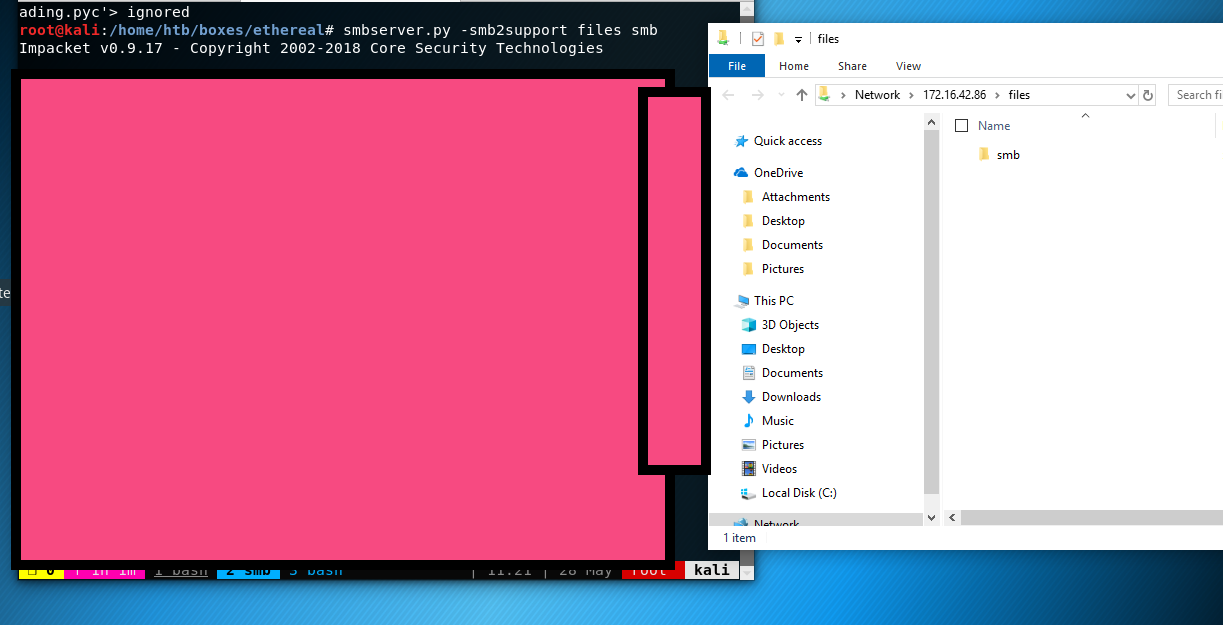 ading.pyc'> ignored
root@kali:/home/htb/boxes/ethereal# smbserver.py -smb2support files smb
Impacket v0.9.17 - Copyright 2002-2018 Core Security Technologies
te
1 bash 2 smb 3 bash | 11:21 | 28 May root kali
files
File Home Share View
Network 172.16.42.86 files
Search fi
Name
smb
Quick access
OneDrive
Attachments
Desktop
Documents
Pictures
This PC
3D Objects
Desktop
Documents
Downloads
Music
Pictures
Videos
Local Disk (C:)
Network
1 item